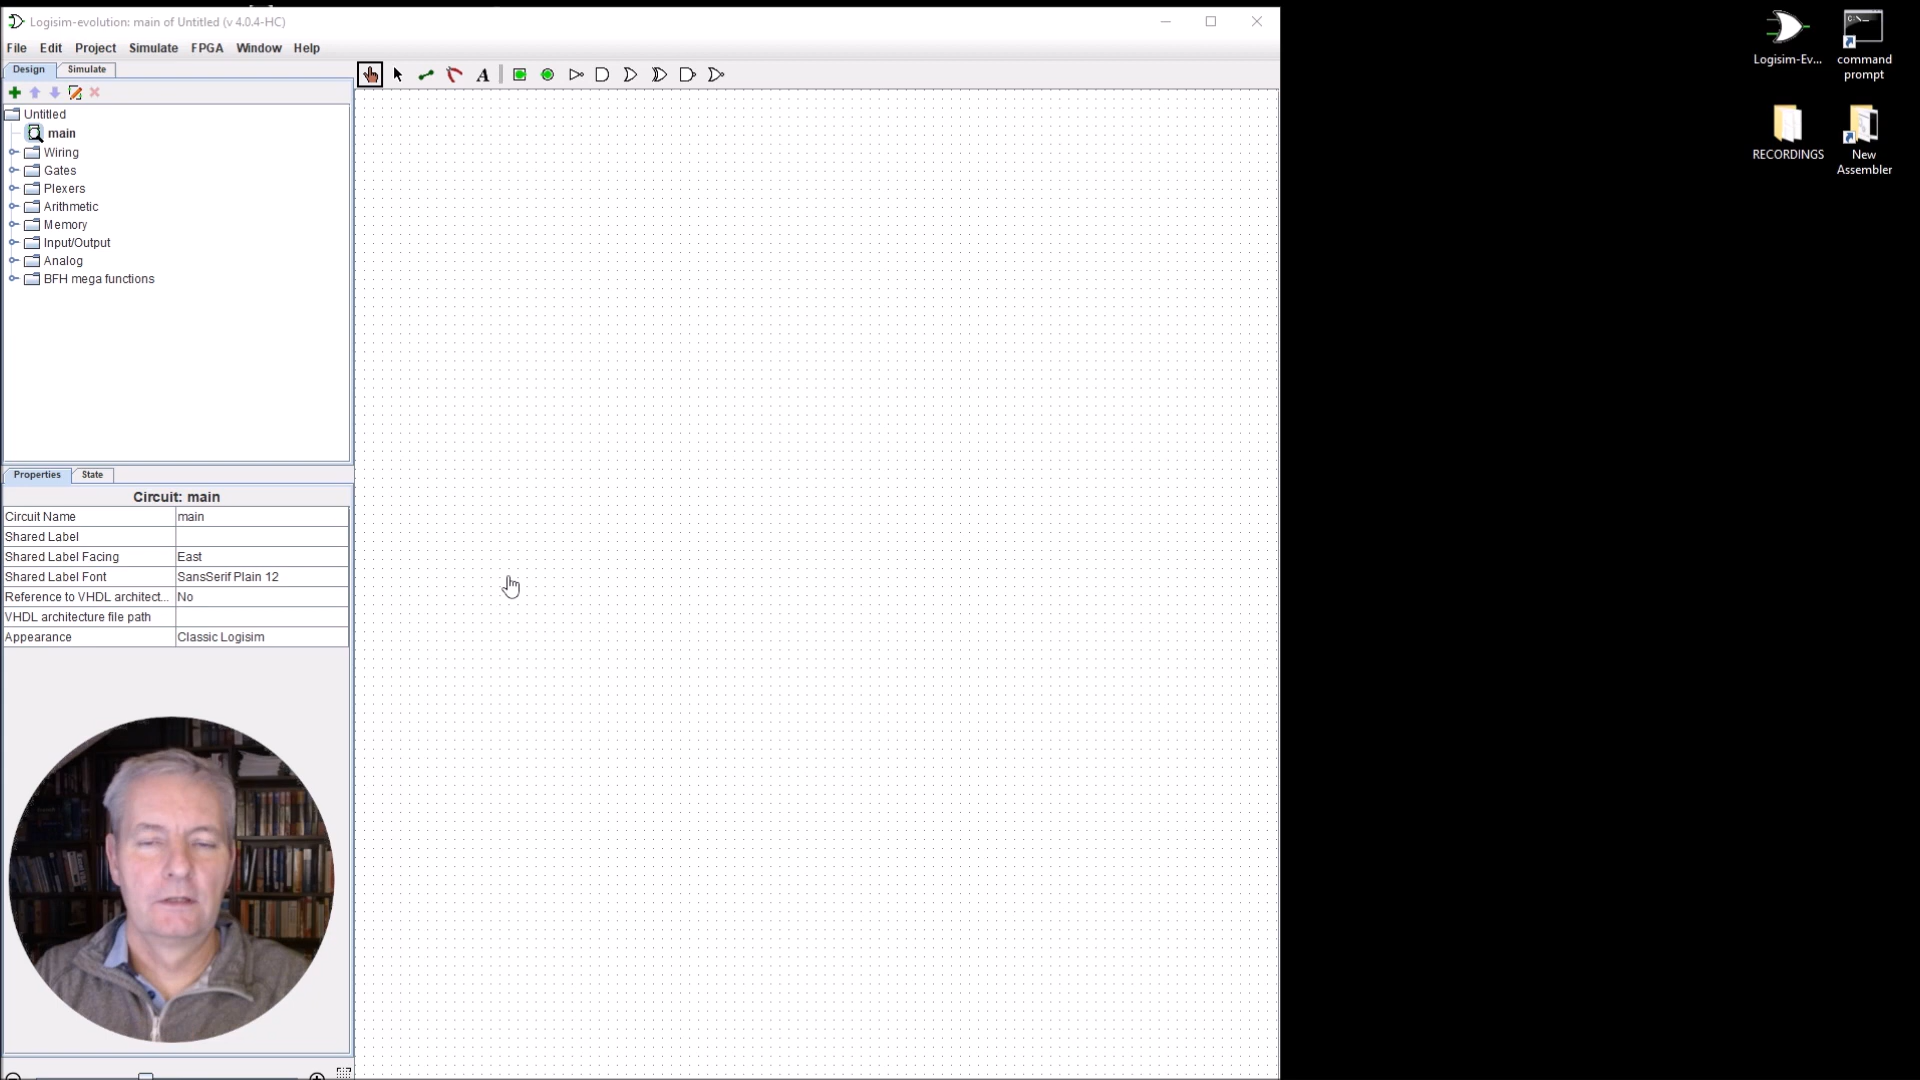 Logisim-evolution: main of Untitled (v 4.0.4-HC)
File Edit Project Simulate FPGA Window Help
Design Simulate
A
Untitled
main
Wiring
Gates
Plexers
Arithmetic
Memory
Input/Output
Analog
BFH mega functions
Properties State
Circuit: main
Circuit Name main
Shared Label
Shared Label Facing East
Shared Label Font SansSerif Plain 12
Reference to VHDL architect... No
VHDL architecture file path
Appearance Classic Logisim
Logisim-Ev...
command
prompt
RECORDINGS
New
Assembler